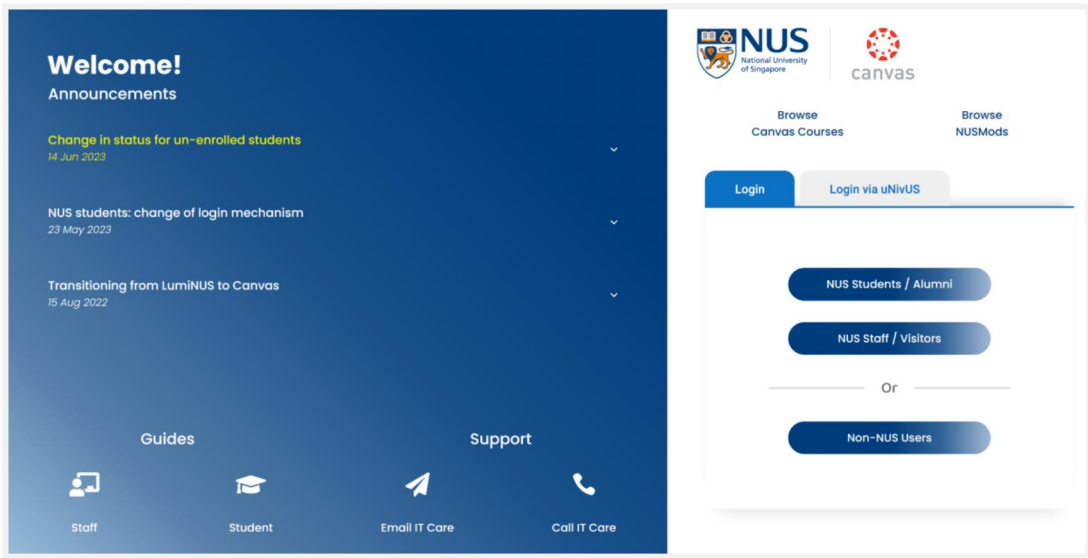 Welcome!
Announcements
Change in status for un-enrolled students
14 Jun 2023
NUS students: change of login mechanism
23 May 2023
Transitioning from LumiNUS to Canvas
15 Aug 2022
Guides
Support
Staff
Student
Email IT Care
Call IT Care
NUS
National University
of Singapore
canvas
Browse
Canvas Courses
Browse
NUSMods
Login
Login via uNivUS
NUS Students / Alumni
NUS Staff / Visitors
Or
Non-NUS Users